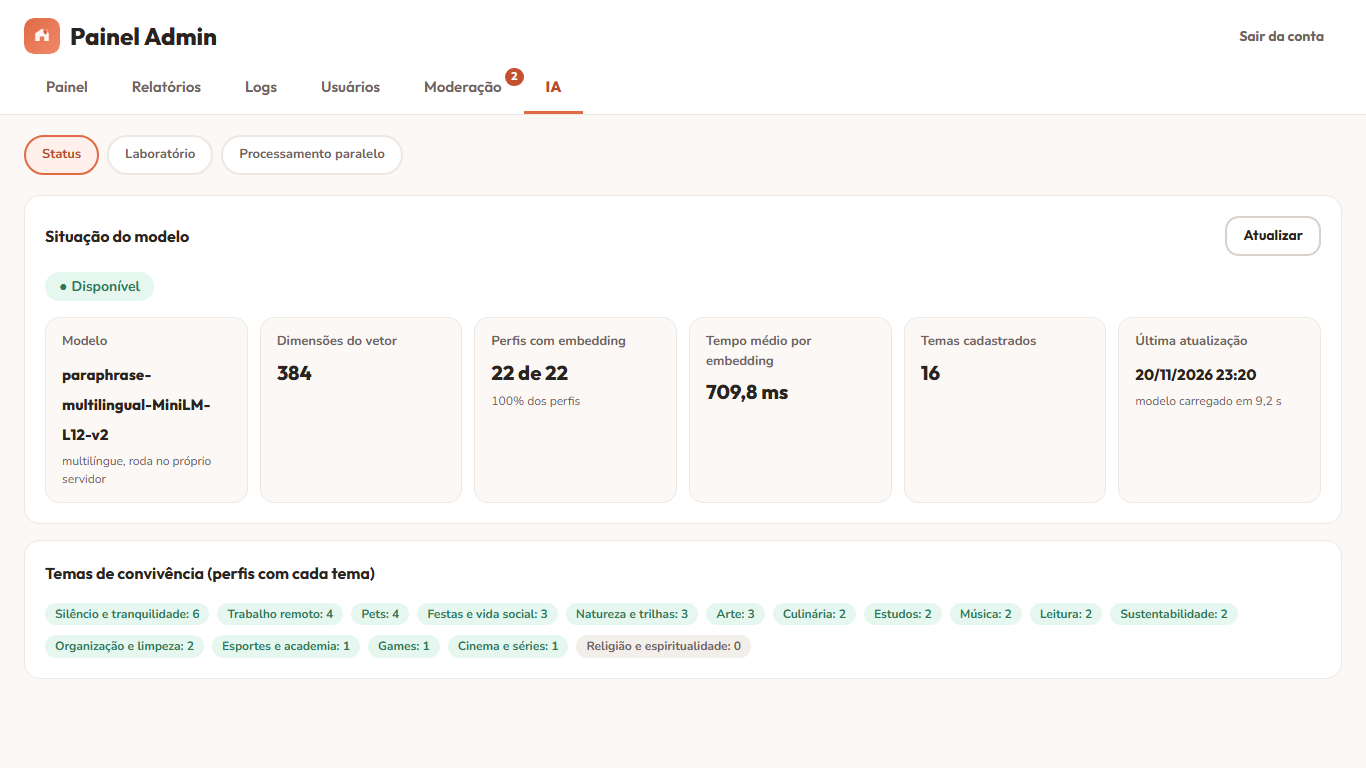 Painel Admin
Sair da conta
Painel
Relatórios
Logs
Usuários
Moderação
2
IA
Status
Laboratório
Processamento paralelo
Situação do modelo
Atualizar
● Disponível
Modelo
paraphrase-
multilingual-MiniLM-
L12-v2
multilíngue, roda no próprio
servidor
Dimensões do vetor
384
Perfis com embedding
22 de 22
100% dos perfis
Tempo médio por
embedding
709,8 ms
Temas cadastrados
16
Última atualização
20/11/2026 23:20
modelo carregado em 9,2 s
Temas de convivência (perfis com cada tema)
Silêncio e tranquilidade: 6
Trabalho remoto: 4
Pets: 4
Festas e vida social: 3
Natureza e trilhas: 3
Arte: 3
Culinária: 2
Estudos: 2
Música: 2
Leitura: 2
Sustentabilidade: 2
Organização e limpeza: 2
Esportes e academia: 1
Games: 1
Cinema e séries: 1
Religião e espiritualidade: 0